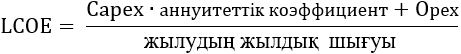 LCOE = Capex · аннуитеттік коэффициент + Opex
жылудың жылдық шығуы